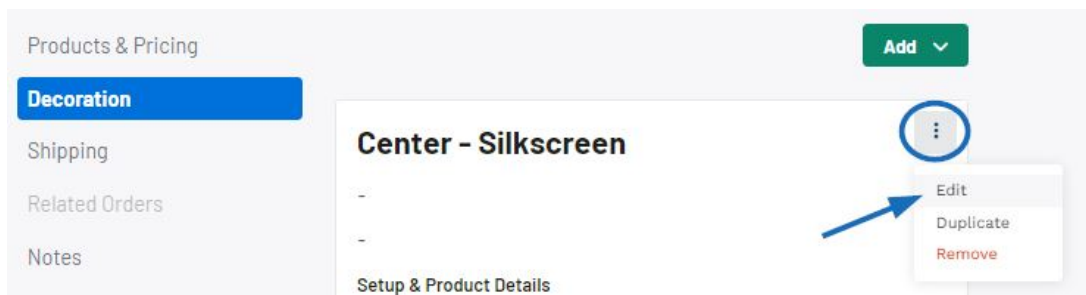 Products & Pricing
Add
Decoration
Shipping
Center - Silkscreen
Related Orders
-
Edit
Duplicate
Notes
-
Remove
Setup & Product Details